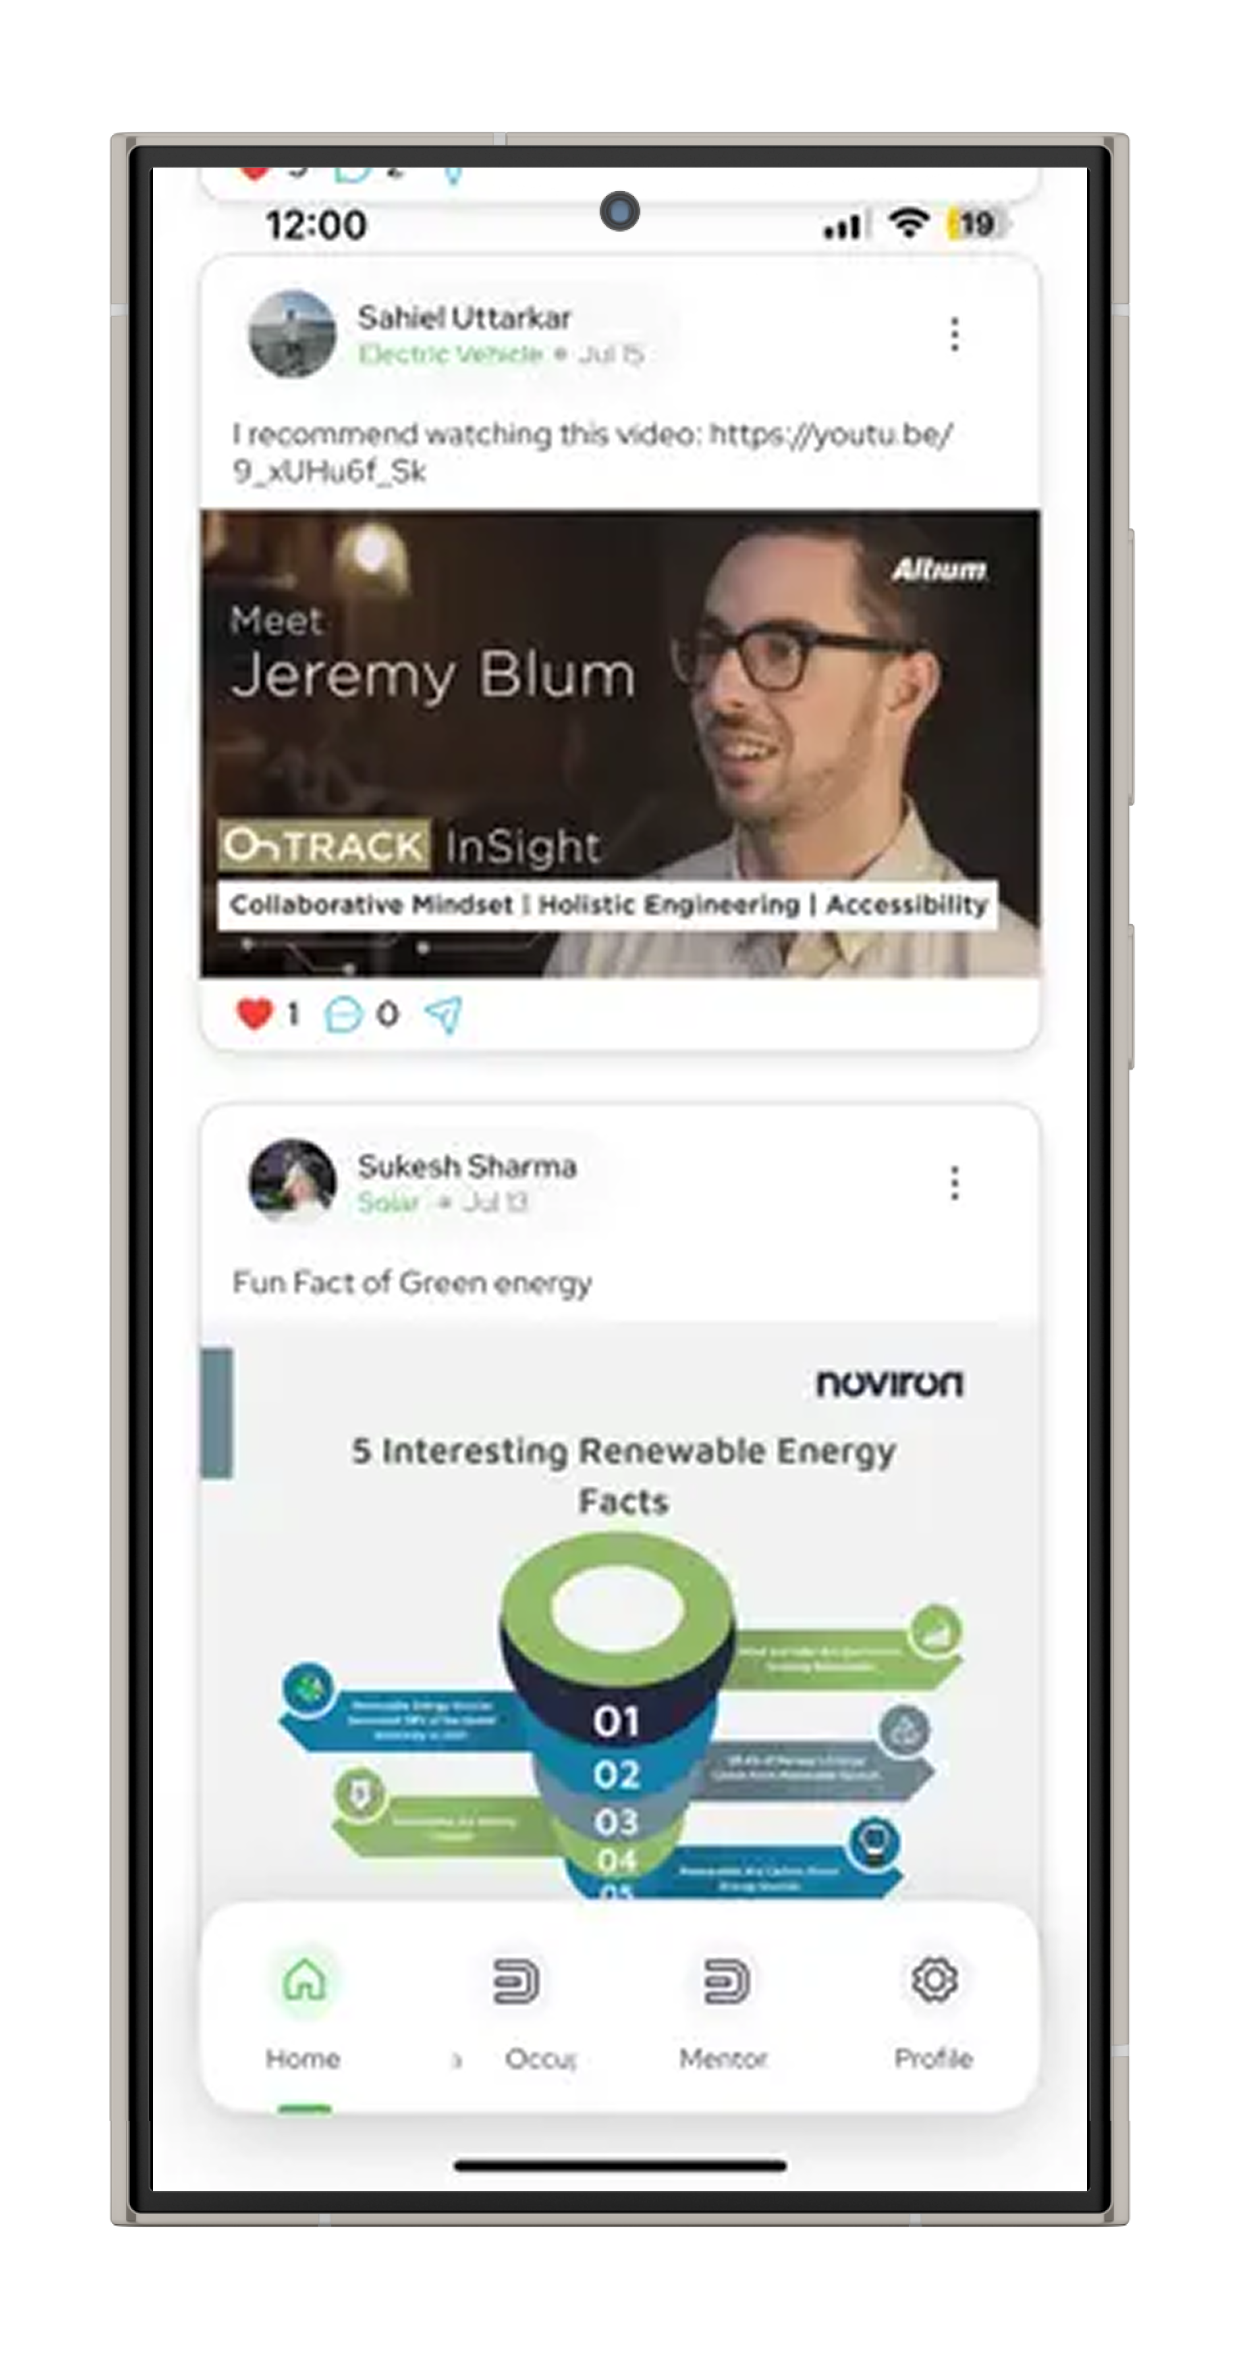 12:00
19
Sahiel Uttarkar
Electric Vehicle • Jul 15
I recommend watching this video: https://youtu.be/
9_xUHu6f_Sk
Altium
Meet
Jeremy Blum
OnTRACK InSight
Collaborative Mindset | Holistic Engineering | Accessibility
1 0
Sukesh Sharma
Solar • Jul 13
Fun Fact of Green energy
noviron
5 Interesting Renewable Energy
Facts
01
02
03
04
05
Home
Occu
Mentor
Profile